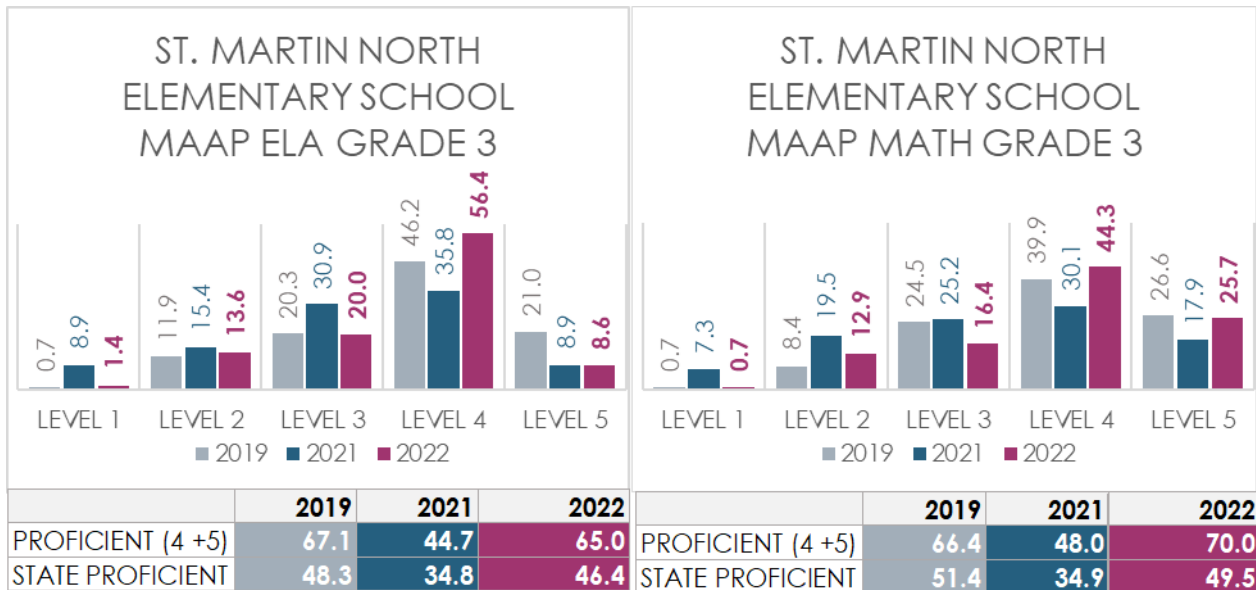 ST. MARTIN NORTH
ELEMENTARY SCHOOL
MAAP ELA GRADE 3
0.7 8.9 1.4 11.9 15.4 13.6 20.3 30.9 20.0 46.2 35.8 56.4 21.0 8.9 8.6
LEVEL 1 LEVEL 2 LEVEL 3 LEVEL 4 LEVEL 5
2019 2021 2022
2019 2021 2022
PROFICIENT (4 +5) 67.1 44.7 65.0
STATE PROFICIENT 48.3 34.8 46.4
ST. MARTIN NORTH
ELEMENTARY SCHOOL
MAAP MATH GRADE 3
0.7 7.3 0.7 8.4 19.5 12.9 24.5 25.2 16.4 39.9 30.1 44.3 26.6 17.9 25.7
LEVEL 1 LEVEL 2 LEVEL 3 LEVEL 4 LEVEL 5
2019 2021 2022
2019 2021 2022
PROFICIENT (4 +5) 66.4 48.0 70.0
STATE PROFICIENT 51.4 34.9 49.5